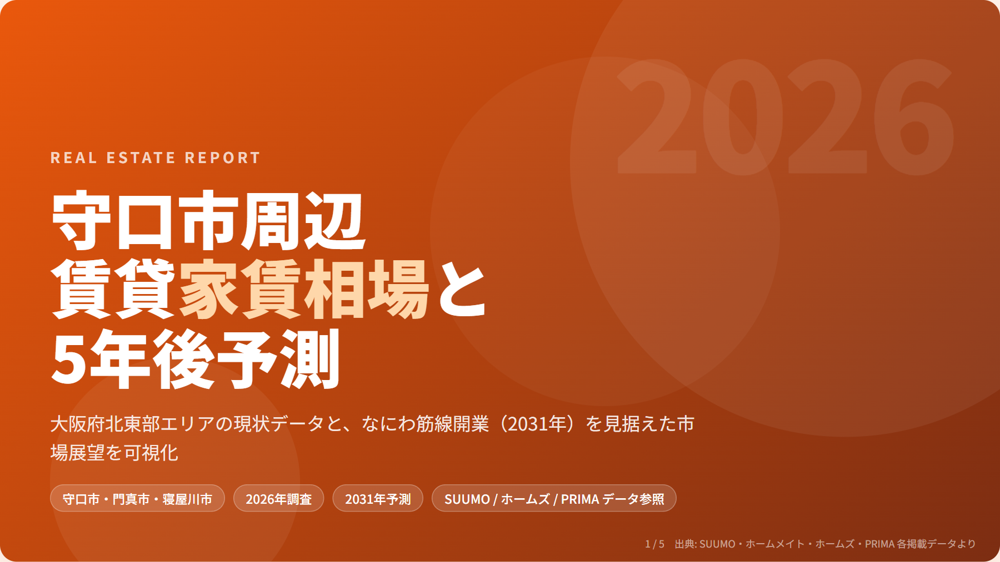 2026
REAL ESTATE REPORT
守口市周辺
賃貸家賃相場と
5年後予測
大阪府北東部エリアの現状データと、なにわ筋線開業（2031年）を見据えた市
場展望を可視化
守口市・門真市・寝屋川市
2026年調査
2031年予測
SUUMO / ホームズ / PRIMA データ参照
1 / 5 出典: SUUMO・ホームメイト・ホームズ・PRIMA 各掲載データより